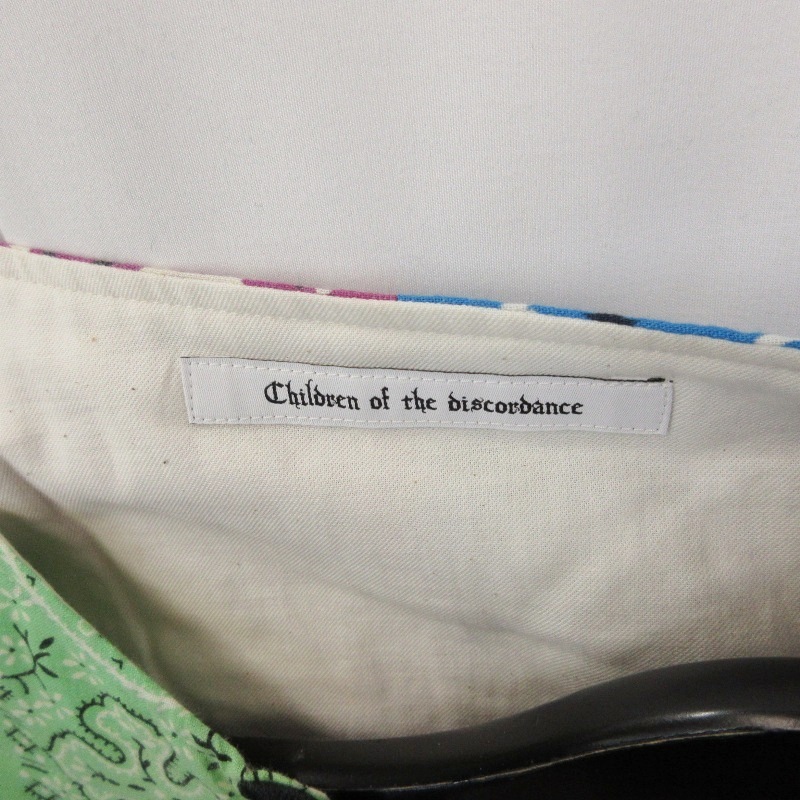 Children of the discordance